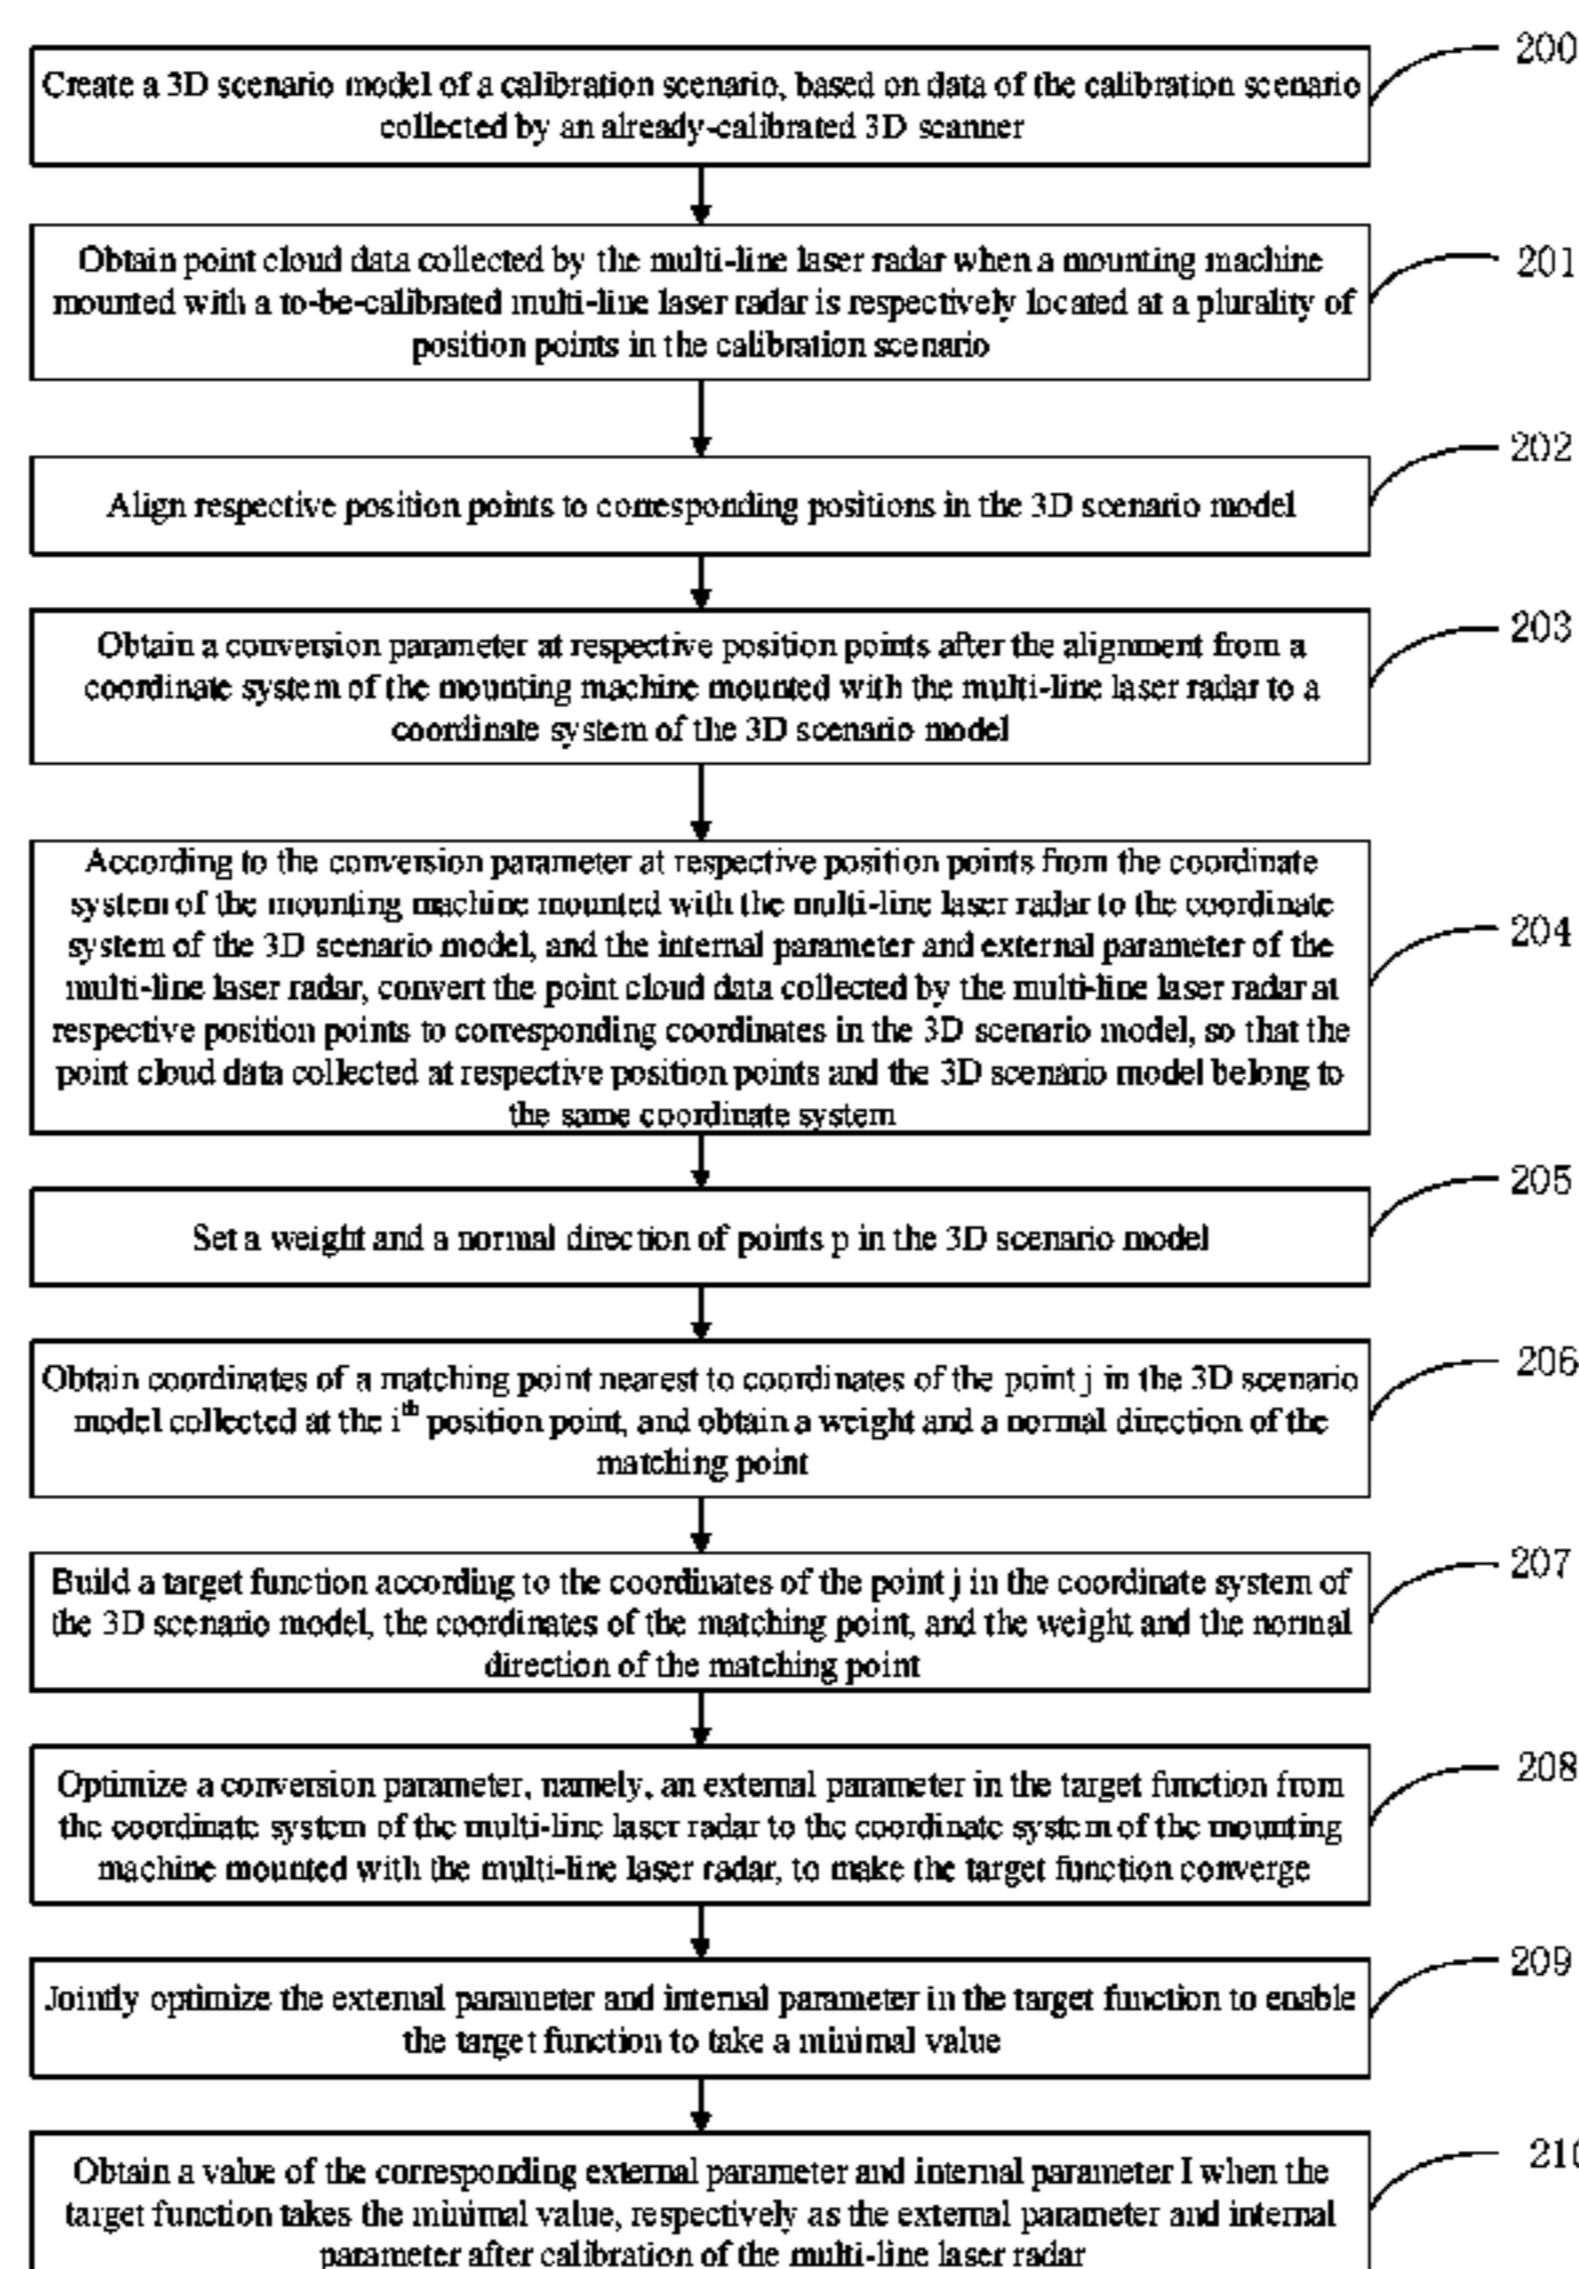 200
Create a 3D scenario model of a calibration scenario, based on data of the calibration scenario
collected by an already-calibrated 3D scanner
201
Obtain point cloud data collected by the multi-line laser radar when a mounting machine
mounted with a to-be-calibrated multi-line laser radar is respectively located at a plurality of
position points in the calibration scenario
202
Align respective position points to corresponding positions in the 3D scenario model
203
Obtain a conversion parameter at respective position points after the alignment from a
coordinate system of the mounting machine mounted with the multi-line laser radar to a
coordinate system of the 3D scenario model
204
According to the conversion parameter at respective position points from the coordinate
system of the mounting machine mounted with the multi-line laser radar to the coordinate
system of the 3D scenario model, and the internal parameter and external parameter of the
multi-line laser radar, convert the point cloud data collected by the multi-line laser radar at
respective position points to corresponding coordinates in the 3D scenario model, so that the
point cloud data collected at respective position points and the 3D scenario model belong to
the same coordinate system
205
Set a weight and a normal direction of points p in the 3D scenario model
206
Obtain coordinates of a matching point nearest to coordinates of the point j in the 3D scenario
model collected at the i^th position point, and obtain a weight and a normal direction of the
matching point
207
Build a target function according to the coordinates of the point j in the coordinate system of
the 3D scenario model, the coordinates of the matching point, and the weight and the normal
direction of the matching point
208
Optimize a conversion parameter, namely, an external parameter in the target function from
the coordinate system of the multi-line laser radar to the coordinate system of the mounting
machine mounted with the multi-line laser radar, to make the target function converge
209
Jointly optimize the external parameter and internal parameter in the target function to enable
the target function to take a minimal value
210
Obtain a value of the corresponding external parameter and internal parameter I when the
target function takes the minimal value, respectively as the external parameter and internal
parameter after calibration of the multi-line laser radar